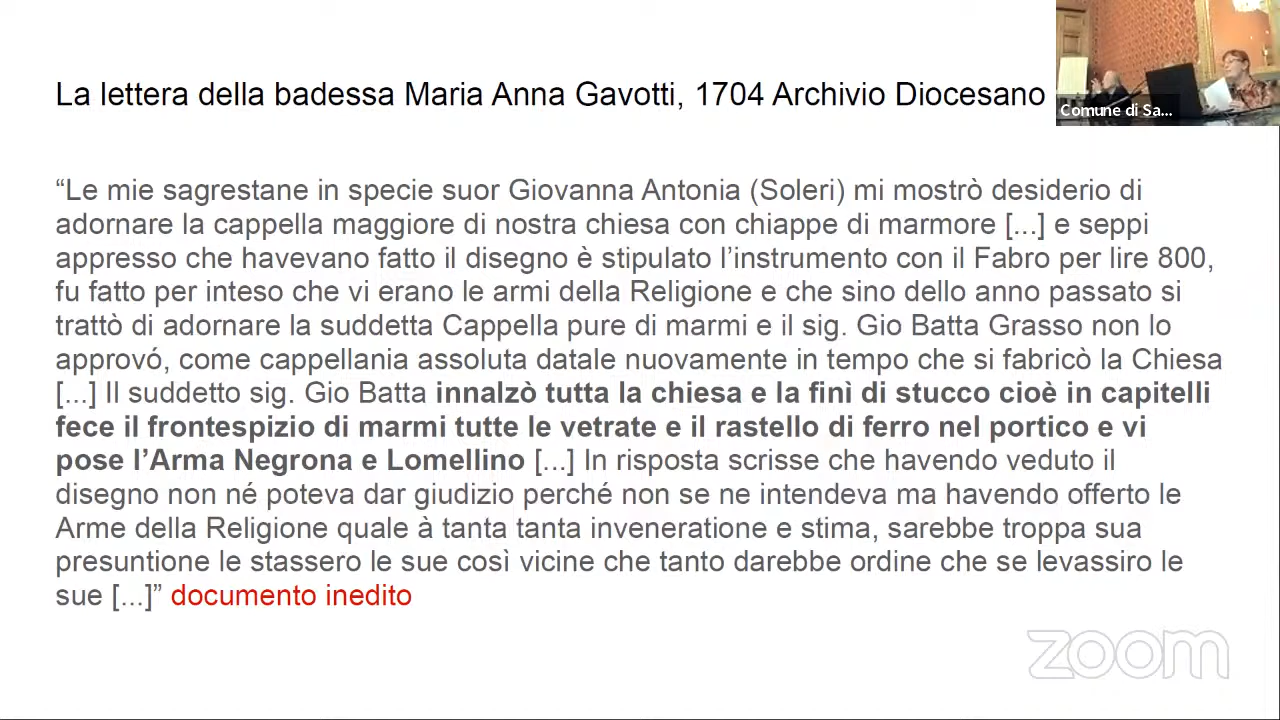 La lettera della badessa Maria Anna Gavotti, 1704 Archivio Diocesano
Comune di Sa...
“Le mie sagrestane in specie suor Giovanna Antonia (Soleri) mi mostrò desiderio di
adornare la cappella maggiore di nostra chiesa con chiappe di marmore [...] e seppi
appresso che havevano fatto il disegno è stipulato l’instrumento con il Fabro per lire 800,
fu fatto per inteso che vi erano le armi della Religione e che sino dello anno passato si
trattò di adornare la suddetta Cappella pure di marmi e il sig. Gio Batta Grasso non lo
approvó, come cappellania assoluta datale nuovamente in tempo che si fabricò la Chiesa
[...] Il suddetto sig. Gio Batta innalzò tutta la chiesa e la finì di stucco cioè in capitelli
fece il frontespizio di marmi tutte le vetrate e il rastello di ferro nel portico e vi
pose l’Arma Negrona e Lomellino [...] In risposta scrisse che havendo veduto il
disegno non né poteva dar giudizio perché non se ne intendeva ma havendo offerto le
Arme della Religione quale à tanta tanta inveneratione e stima, sarebbe troppa sua
presuntione le stassero le sue così vicine che tanto darebbe ordine che se levassiro le
sue [...]” documento inedito
zoom